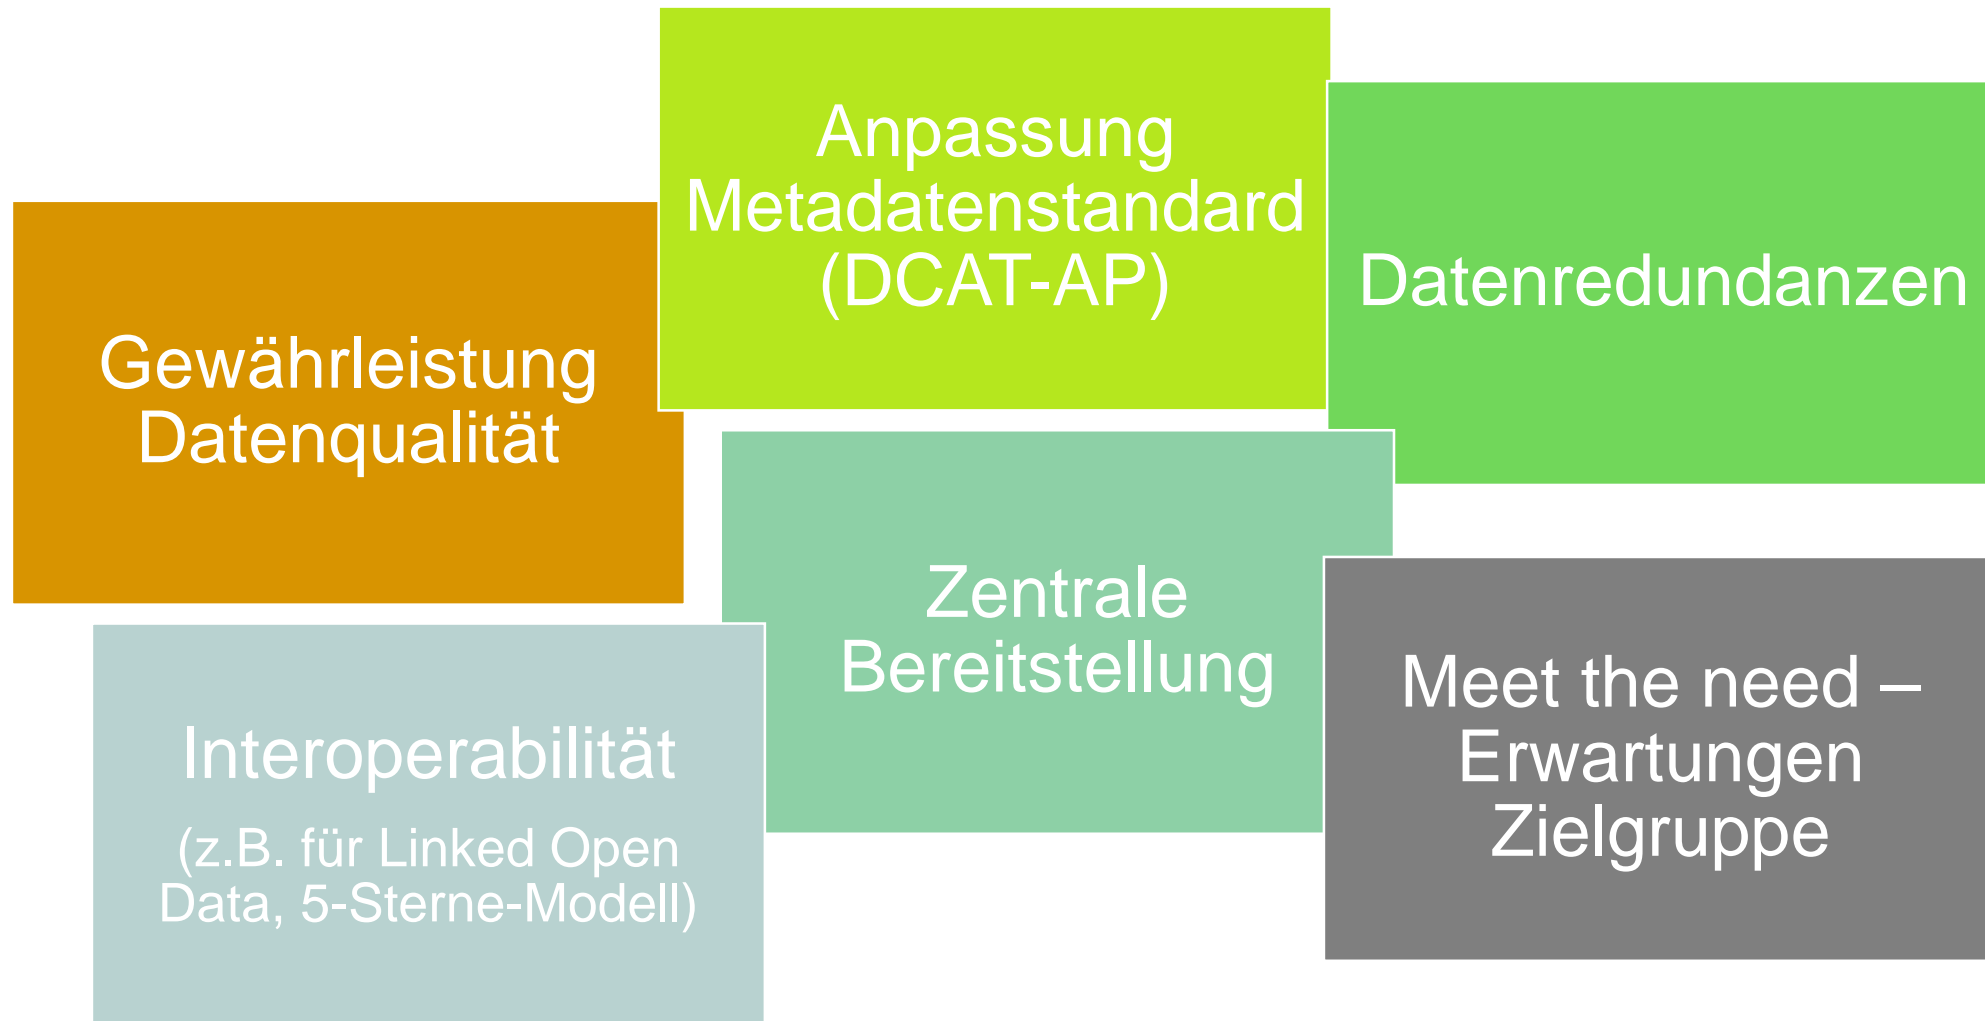 Anpassung
Metadatenstandard
(DCAT-AP)
Datenredundanzen
Gewährleistung
Datenqualität
Zentrale
Bereitstellung
Interoperabilität
(z.B. für Linked Open
Data, 5-Sterne-Modell)
Meet the need –
Erwartungen
Zielgruppe